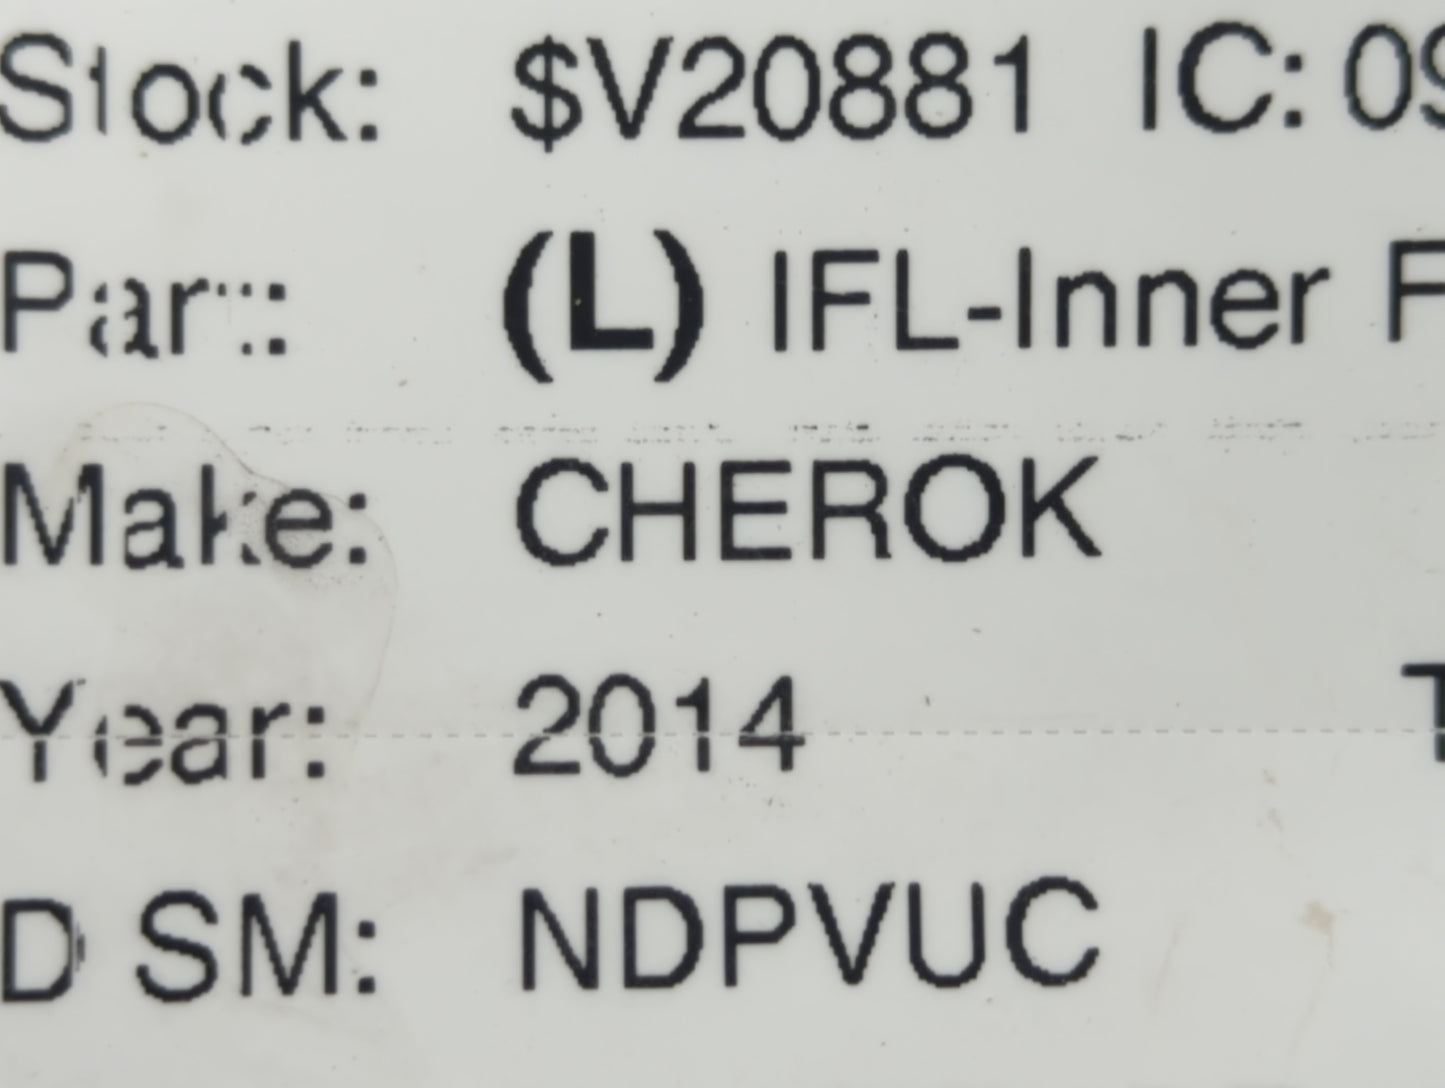 Stock: $V20881 IC: 09
Part: (L) IFL-Inner F
Make: CHEROK
Year: 2014 T
D SM: NDPVUC